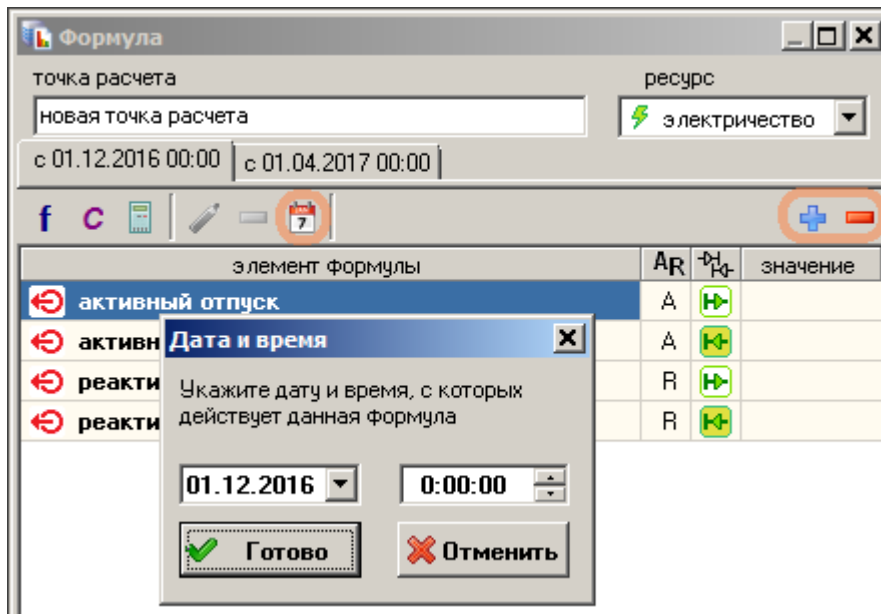 Формула
точка расчета
ресурс
новая точка расчета
электричество
с 01.12.2016 00:00
с 01.04.2017 00:00
f C 7
элемент формулы AR значение
активный отпуск A
активн A
реакти R
реакти R
Дата и время
Укажите дату и время, с которых
действует данная формула
01.12.2016 0:00:00
Готово Отменить